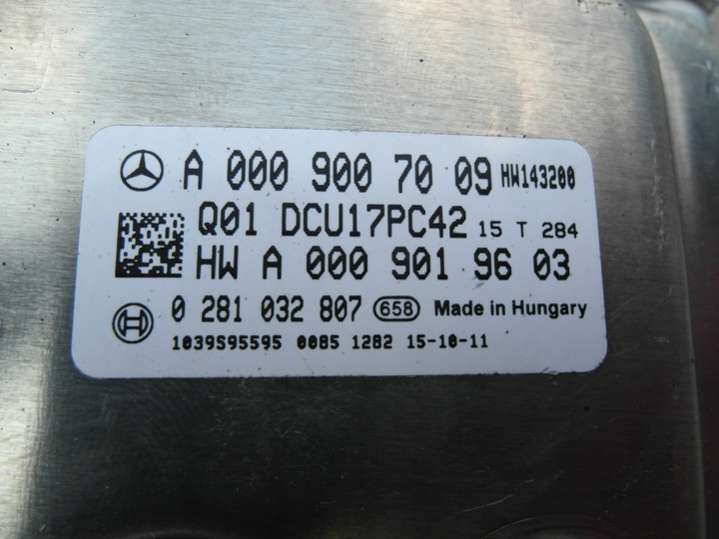 A 000 900 70 09 HW143200
Q01 DCU17PC42 15 T 284
HW A 000 901 96 03
0 281 032 807 658 Made in Hungary
1039S95595 0085 1282 15-10-11